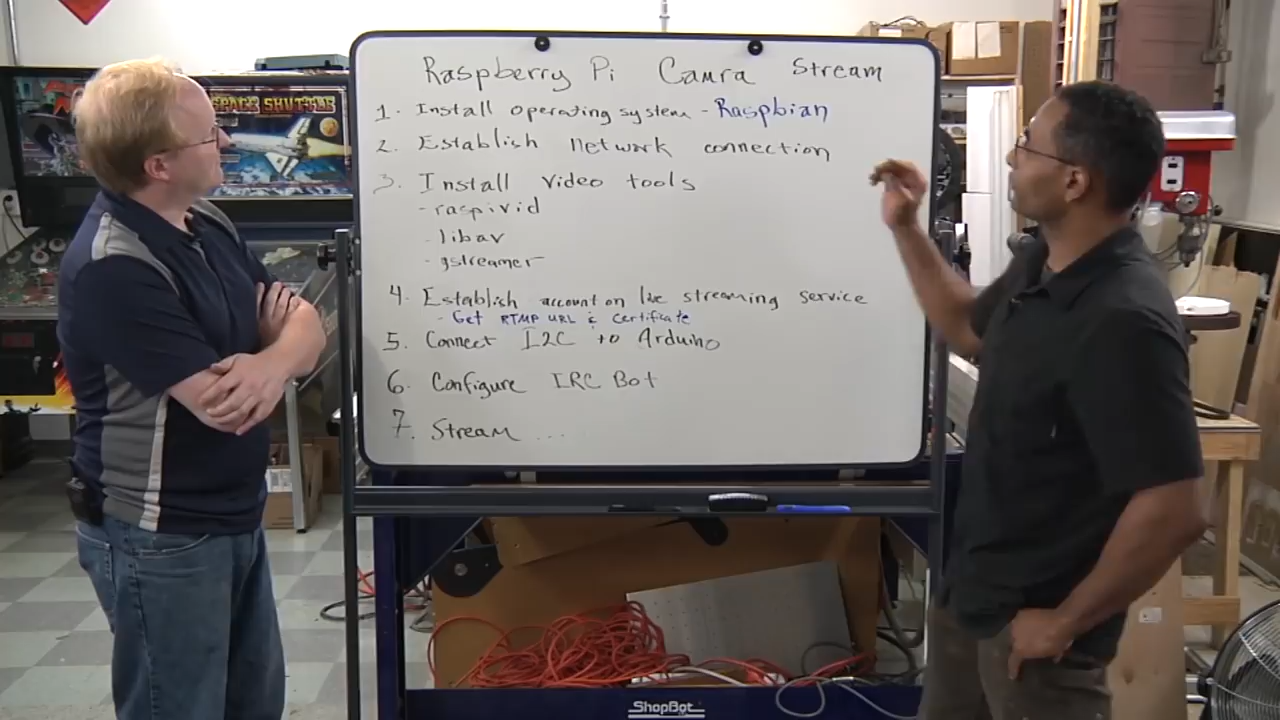 SPACE SHUTTLE
Raspberry Pi Camra Stream
1. Install operating system - Raspbian
2. Establish network connection
3. Install video tools
- raspivid
- libav
- gstreamer
4. Establish account on live streaming service
- Get RTMP URL & Certificate
5. Connect I2C to Arduino
6. Configure IRC Bot
7. Stream ...
ShopBot